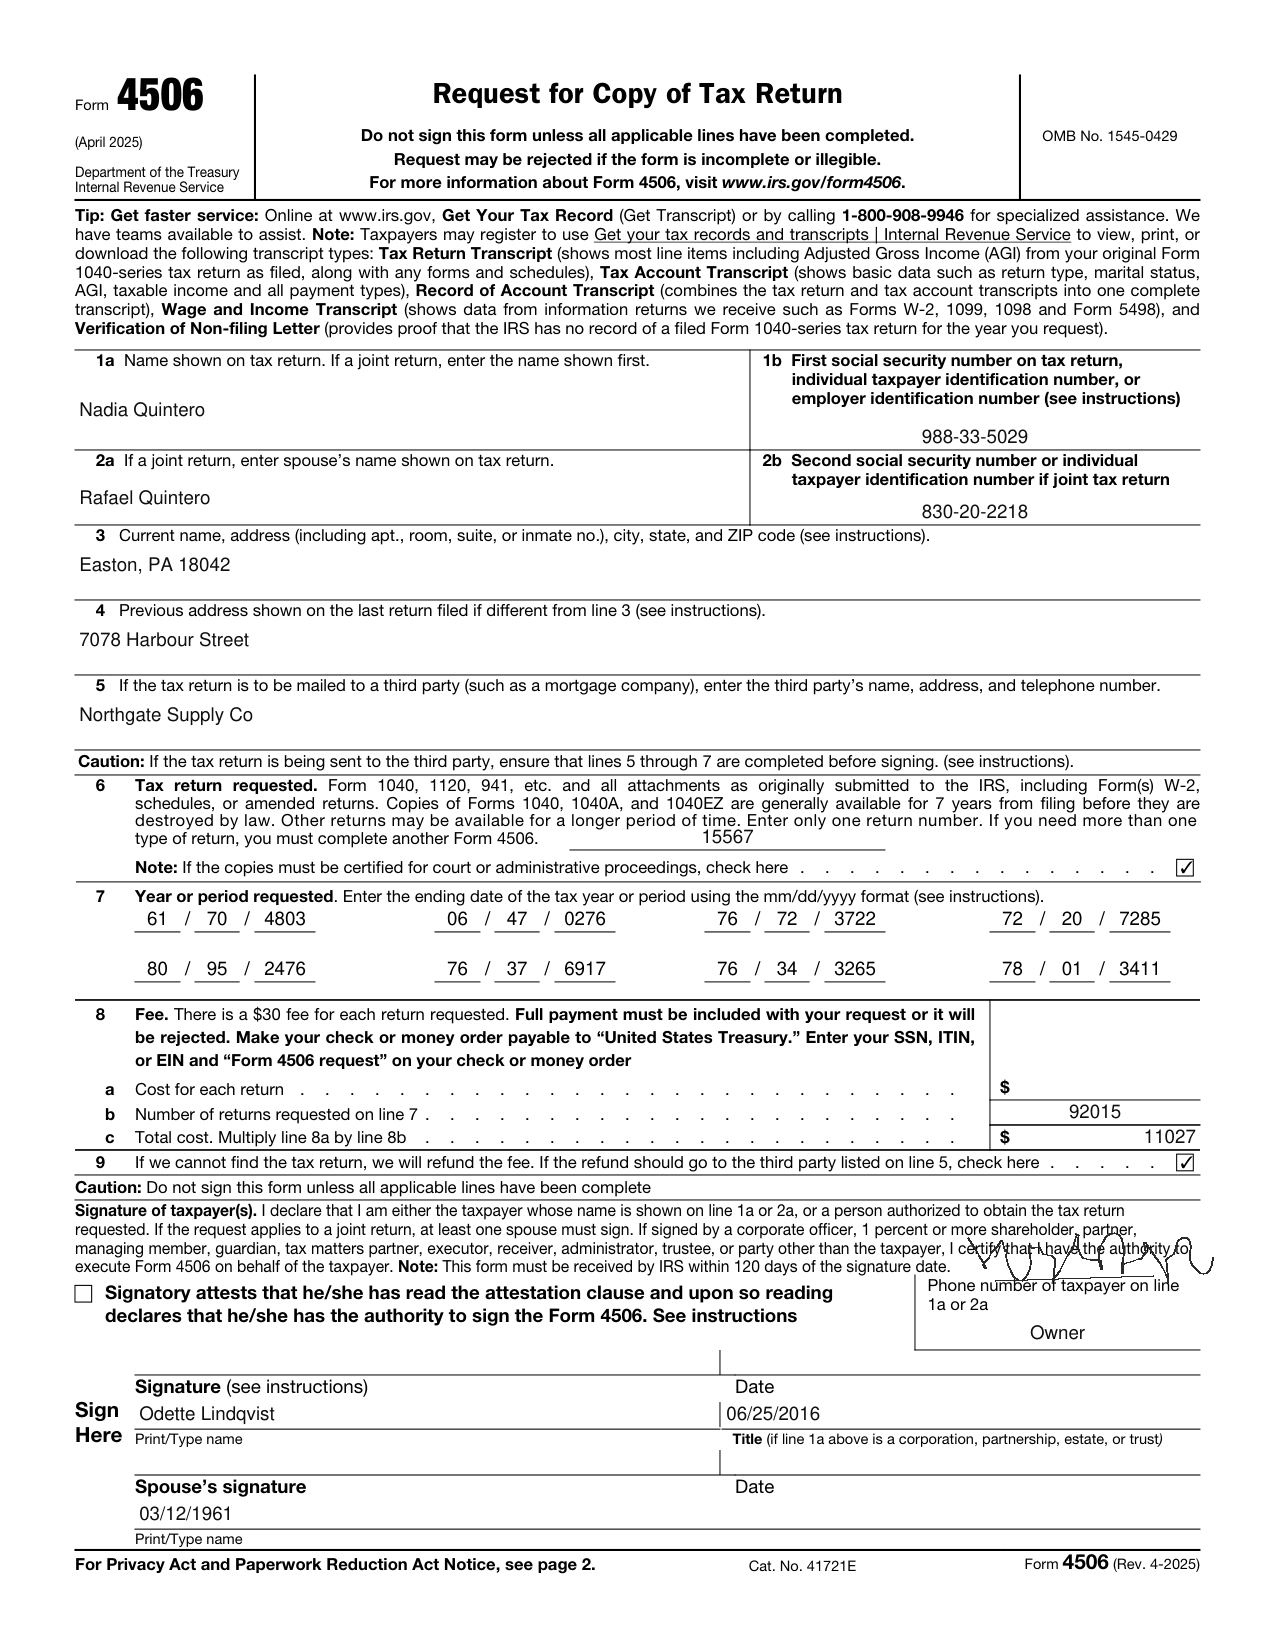 Form 4506
(April 2025)
Department of the Treasury
Internal Revenue Service
Request for Copy of Tax Return
Do not sign this form unless all applicable lines have been completed.
Request may be rejected if the form is incomplete or illegible.
For more information about Form 4506, visit www.irs.gov/form4506.
OMB No. 1545-0429
Tip: Get faster service: Online at www.irs.gov, Get Your Tax Record (Get Transcript) or by calling 1-800-908-9946 for specialized assistance. We
have teams available to assist. Note: Taxpayers may register to use Get your tax records and transcripts | Internal Revenue Service to view, print, or
download the following transcript types: Tax Return Transcript (shows most line items including Adjusted Gross Income (AGI) from your original Form
1040-series tax return as filed, along with any forms and schedules), Tax Account Transcript (shows basic data such as return type, marital status,
AGI, taxable income and all payment types), Record of Account Transcript (combines the tax return and tax account transcripts into one complete
transcript), Wage and Income Transcript (shows data from information returns we receive such as Forms W-2, 1099, 1098 and Form 5498), and
Verification of Non-filing Letter (provides proof that the IRS has no record of a filed Form 1040-series tax return for the year you request).
1a Name shown on tax return. If a joint return, enter the name shown first.
Nadia Quintero
1b First social security number on tax return,
individual taxpayer identification number, or
employer identification number (see instructions)
988-33-5029
2a If a joint return, enter spouse's name shown on tax return.
Rafael Quintero
2b Second social security number or individual
taxpayer identification number if joint tax return
830-20-2218
3 Current name, address (including apt., room, suite, or inmate no.), city, state, and ZIP code (see instructions).
Easton, PA 18042
4 Previous address shown on the last return filed if different from line 3 (see instructions).
7078 Harbour Street
5 If the tax return is to be mailed to a third party (such as a mortgage company), enter the third party's name, address, and telephone number.
Northgate Supply Co
Caution: If the tax return is being sent to the third party, ensure that lines 5 through 7 are completed before signing. (see instructions).
6 Tax return requested. Form 1040, 1120, 941, etc. and all attachments as originally submitted to the IRS, including Form(s) W-2,
schedules, or amended returns. Copies of Forms 1040, 1040A, and 1040EZ are generally available for 7 years from filing before they are
destroyed by law. Other returns may be available for a longer period of time. Enter only one return number. If you need more than one
type of return, you must complete another Form 4506. 15567
Note: If the copies must be certified for court or administrative proceedings, check here . . . . . . . . . . . . . . . ✓
7 Year or period requested. Enter the ending date of the tax year or period using the mm/dd/yyyy format (see instructions).
61 / 70 / 4803 06 / 47 / 0276 76 / 72 / 3722 72 / 20 / 7285
80 / 95 / 2476 76 / 37 / 6917 76 / 34 / 3265 78 / 01 / 3411
8 Fee. There is a $30 fee for each return requested. Full payment must be included with your request or it will
be rejected. Make your check or money order payable to “United States Treasury.” Enter your SSN, ITIN,
or EIN and “Form 4506 request” on your check or money order
a Cost for each return . . . . . . . . . . . . . . . . . . . . . . $
b Number of returns requested on line 7 . . . . . . . . . . . . . . . . . . 92015
c Total cost. Multiply line 8a by line 8b . . . . . . . . . . . . . . . . . . $ 11027
9 If we cannot find the tax return, we will refund the fee. If the refund should go to the third party listed on line 5, check here . . . . . ✓
Caution: Do not sign this form unless all applicable lines have been complete
Signature of taxpayer(s). I declare that I am either the taxpayer whose name is shown on line 1a or 2a, or a person authorized to obtain the tax return
requested. If the request applies to a joint return, at least one spouse must sign. If signed by a corporate officer, 1 percent or more shareholder, partner,
managing member, guardian, tax matters partner, executor, receiver, administrator, trustee, or party other than the taxpayer, I certify that I have the authority to
execute Form 4506 on behalf of the taxpayer. Note: This form must be received by IRS within 120 days of the signature date.
Signatory attests that he/she has read the attestation clause and upon so reading
declares that he/she has the authority to sign the Form 4506. See instructions
Phone number of taxpayer on line
1a or 2a
Owner
Sign
Here
Signature (see instructions)
Date
Odette Lindqvist
06/25/2016
Print/Type name
Title (if line 1a above is a corporation, partnership, estate, or trust)
Spouse's signature
Date
03/12/1961
Print/Type name
For Privacy Act and Paperwork Reduction Act Notice, see page 2.
Cat. No. 41721E
Form 4506 (Rev. 4-2025)